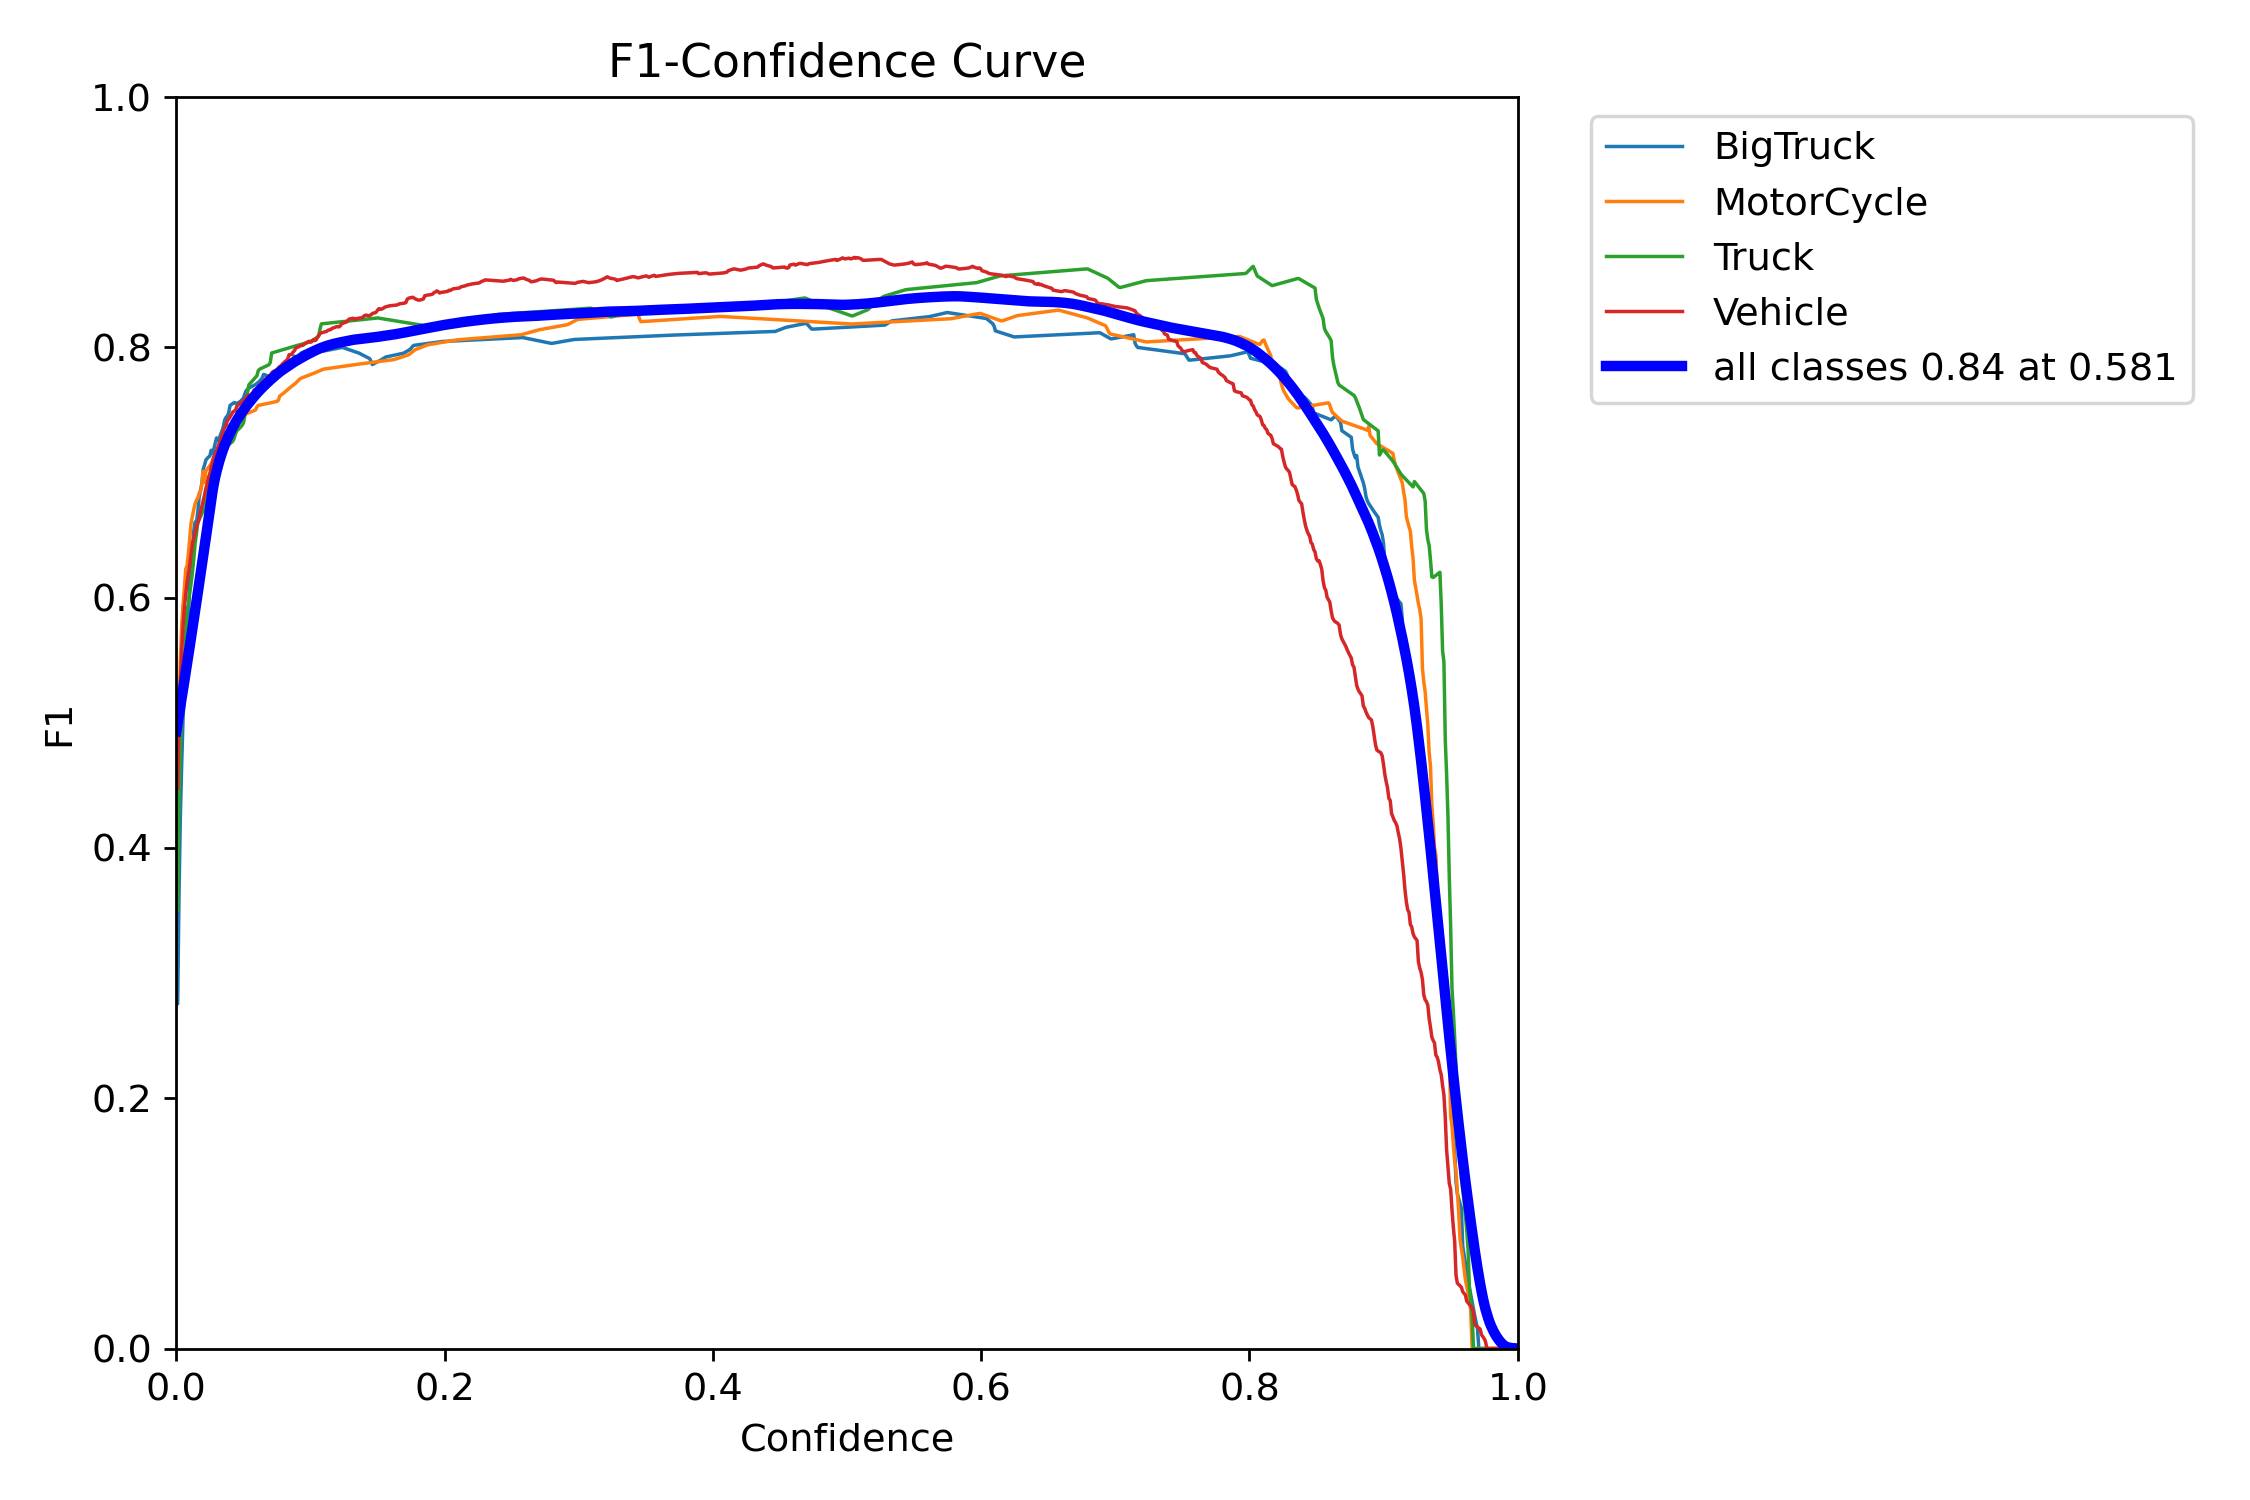 F1-Confidence Curve
1.0
0.8
0.6
0.4
0.2
0.0
F1
0.0 0.2 0.4 0.6 0.8 1.0
Confidence
BigTruck
MotorCycle
Truck
Vehicle
all classes 0.84 at 0.581